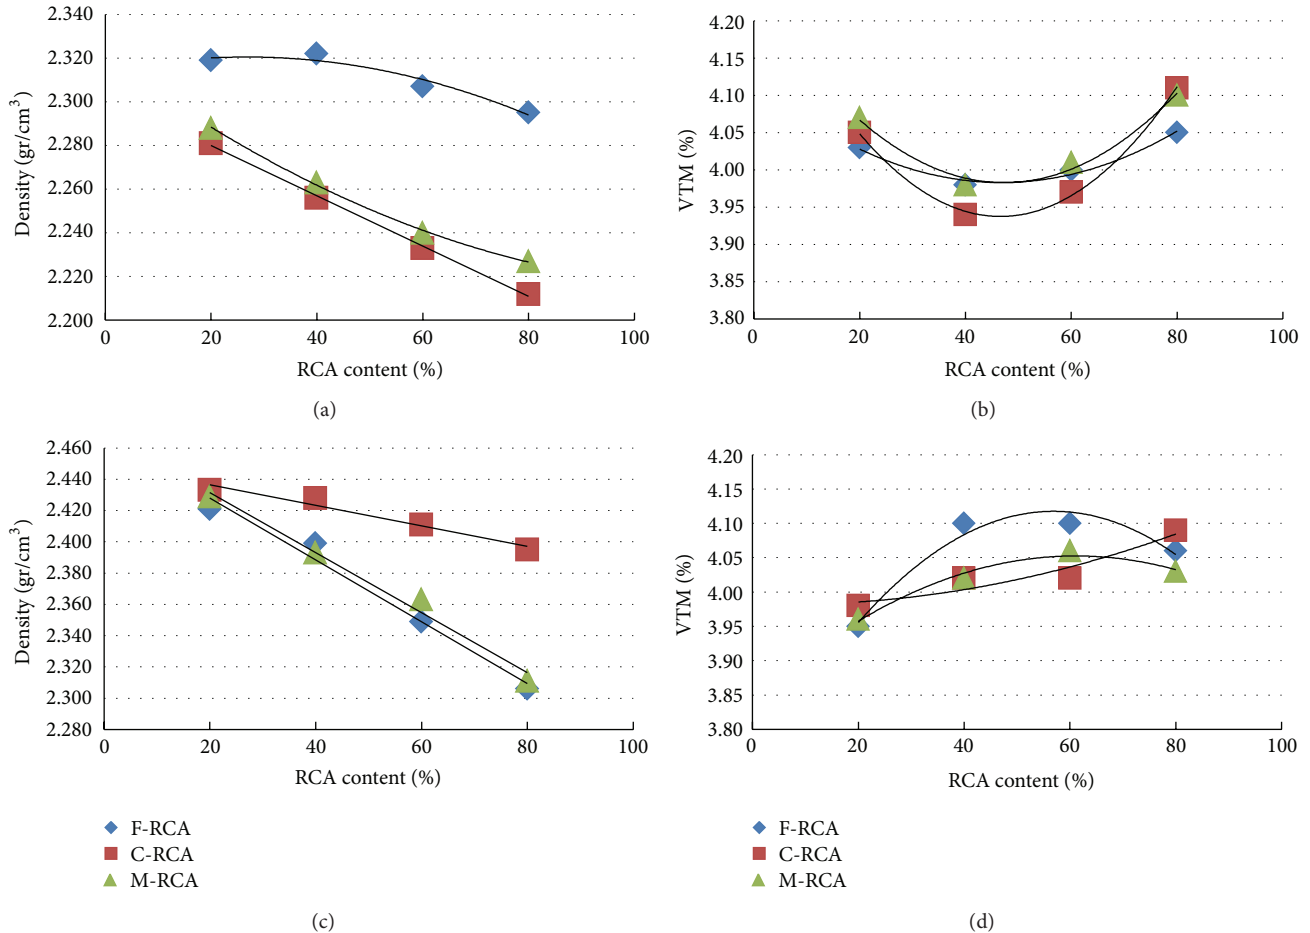 2.340
2.320
2.300
2.280
2.260
2.240
2.220
2.200
Density (gr/cm³)
0 20 40 60 80 100
RCA content (%)
(a)
4.20
4.15
4.10
4.05
4.00
3.95
3.90
3.85
3.80
VTM (%)
0 20 40 60 80 100
RCA content (%)
(b)
2.460
2.440
2.420
2.400
2.380
2.360
2.340
2.320
2.300
2.280
Density (gr/cm³)
0 20 40 60 80 100
RCA content (%)
F-RCA
C-RCA
M-RCA
(c)
4.20
4.15
4.10
4.05
4.00
3.95
3.90
3.85
3.80
VTM (%)
0 20 40 60 80 100
RCA content (%)
F-RCA
C-RCA
M-RCA
(d)